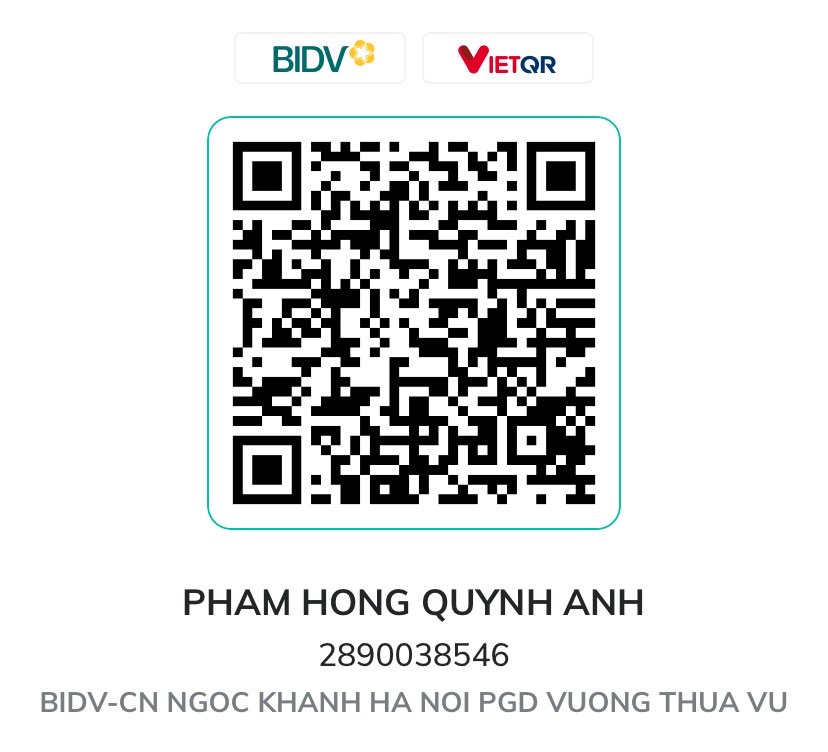 BIDV
VIETQR
PHAM HONG QUYNH ANH
2890038546
BIDV-CN NGOC KHANH HA NOI PGD VUONG THUA VU